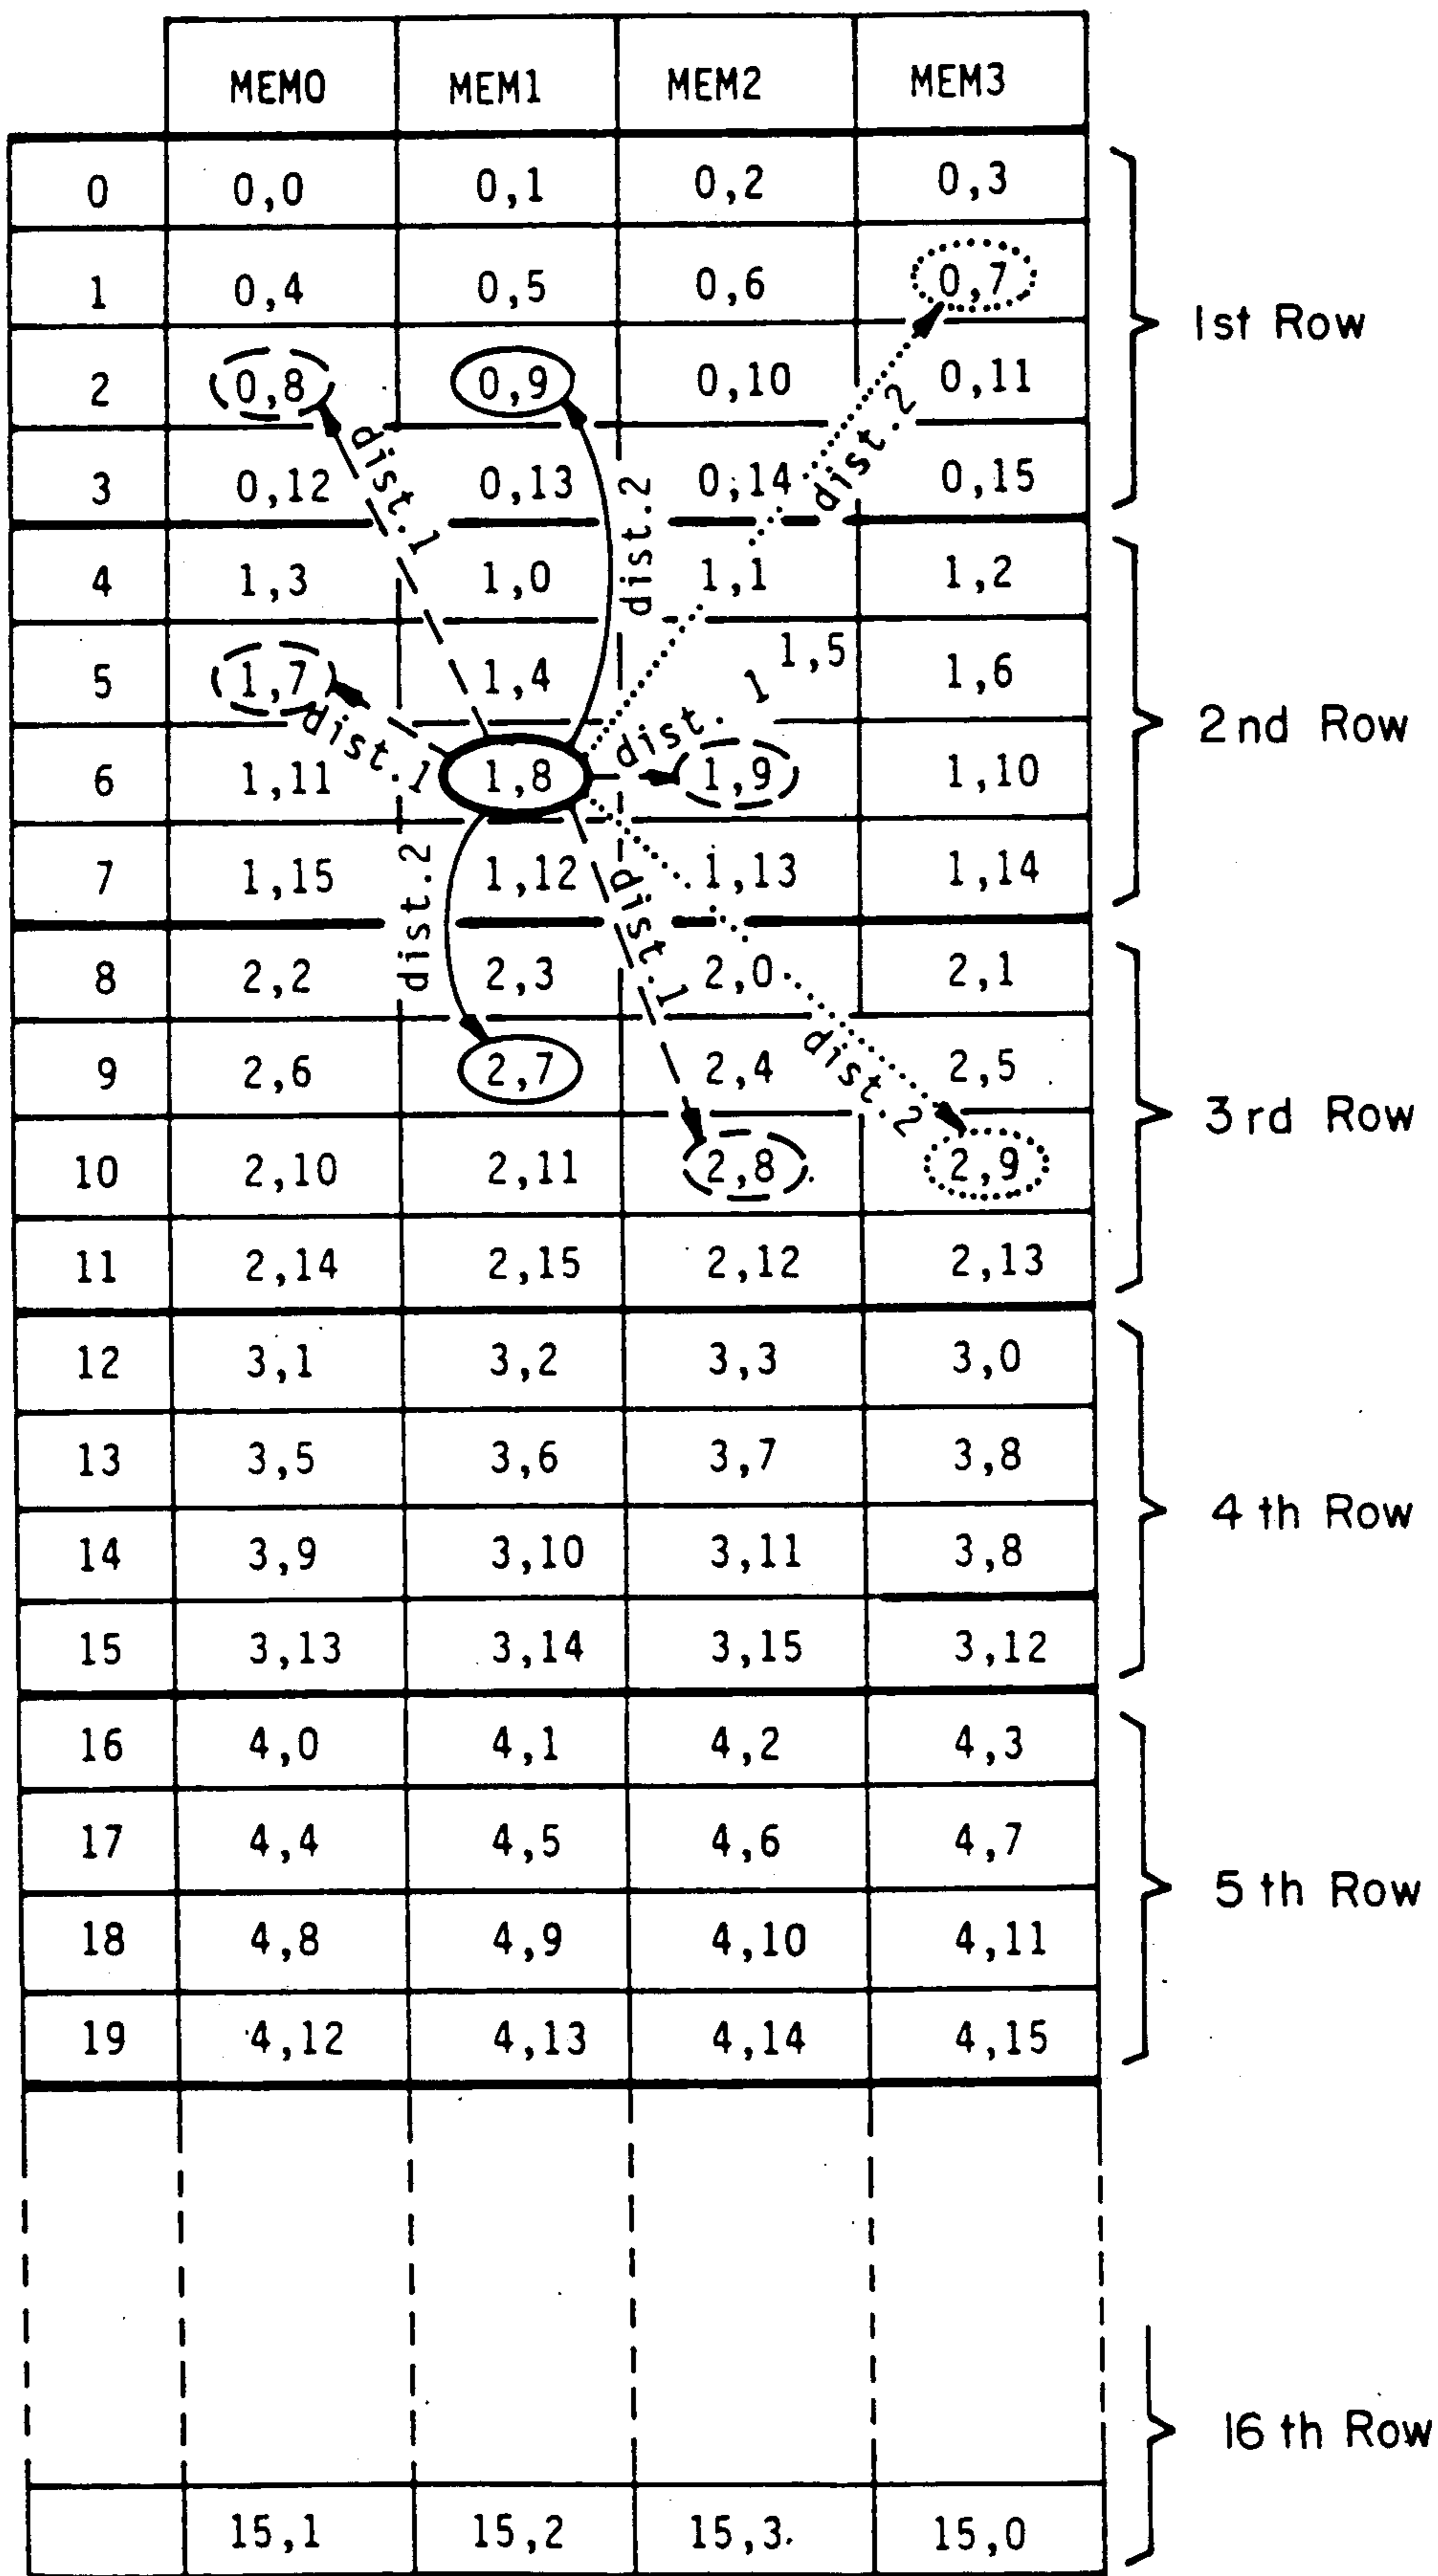 MEM0 MEM1 MEM2 MEM3
0 0,0 0,1 0,2 0,3
1 0,4 0,5 0,6 0,7
1st Row
2 0,8 0,9 0,10 0,11
dist.1
dist.2
dist.2
3 0,12 0,13 0,14 0,15
4 1,3 1,0 1,1 1,2
5 1,7 1,4 1,5 1,6
2nd Row
dist.1
dist.1
6 1,11 1,8 1,9 1,10
7 1,15 1,12 1,13 1,14
dist.2
dist.1
8 2,2 2,3 2,0 2,1
9 2,6 2,7 2,4 2,5
dist.2
3rd Row
10 2,10 2,11 2,8 2,9
11 2,14 2,15 2,12 2,13
12 3,1 3,2 3,3 3,0
13 3,5 3,6 3,7 3,8
4th Row
14 3,9 3,10 3,11 3,8
15 3,13 3,14 3,15 3,12
16 4,0 4,1 4,2 4,3
17 4,4 4,5 4,6 4,7
5th Row
18 4,8 4,9 4,10 4,11
19 4,12 4,13 4,14 4,15
16th Row
15,1 15,2 15,3 15,0